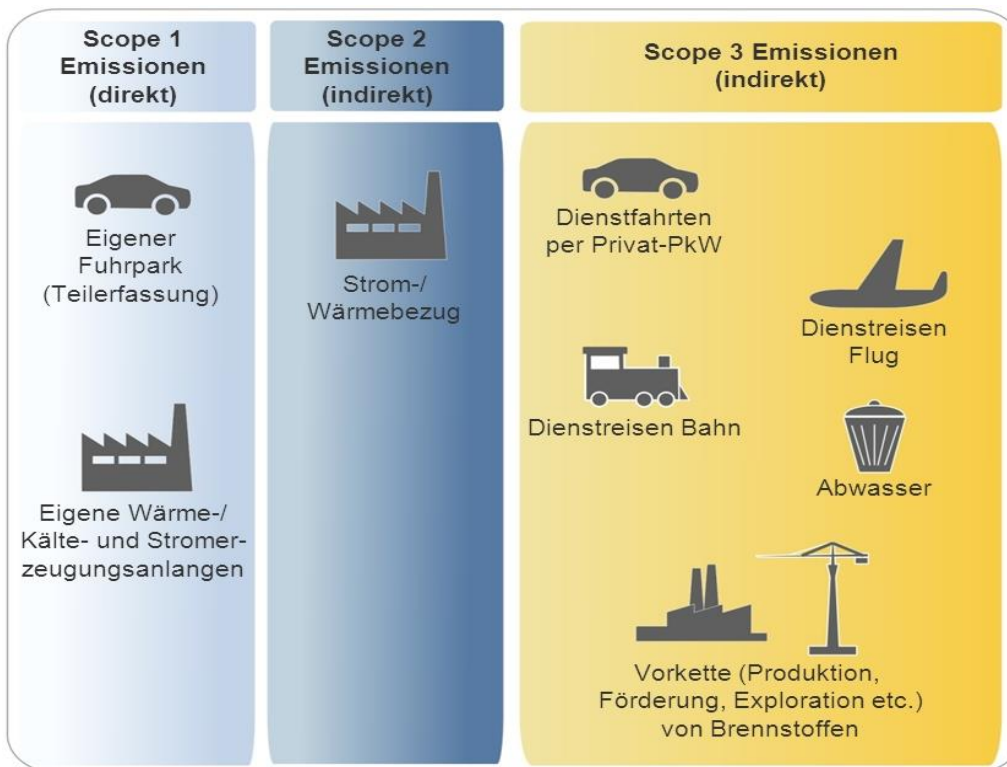 Scope 1
Emissionen
(direkt)
Scope 2
Emissionen
(indirekt)
Scope 3 Emissionen
(indirekt)
Eigener
Fuhrpark
(Teilerfassung)
Eigene Wärme-/
Kälte- und Stromer-
zeugungsanlangen
Strom-/
Wärmebezug
Dienstfahrten
per Privat-PkW
Dienstreisen
Flug
Dienstreisen Bahn
Abwasser
Vorkette (Produktion,
Förderung, Exploration etc.)
von Brennstoffen